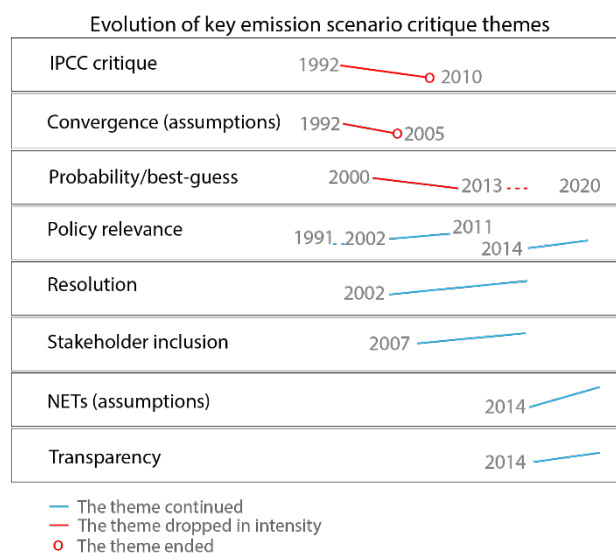 Evolution of key emission scenario critique themes
IPCC critique 1992 2010
Convergence (assumptions) 1992 2005
Probability/best-guess 2000 2013 2020
Policy relevance 1991 2002 2011 2014
Resolution 2002
Stakeholder inclusion 2007
NETs (assumptions) 2014
Transparency 2014
The theme continued
The theme dropped in intensity
The theme ended